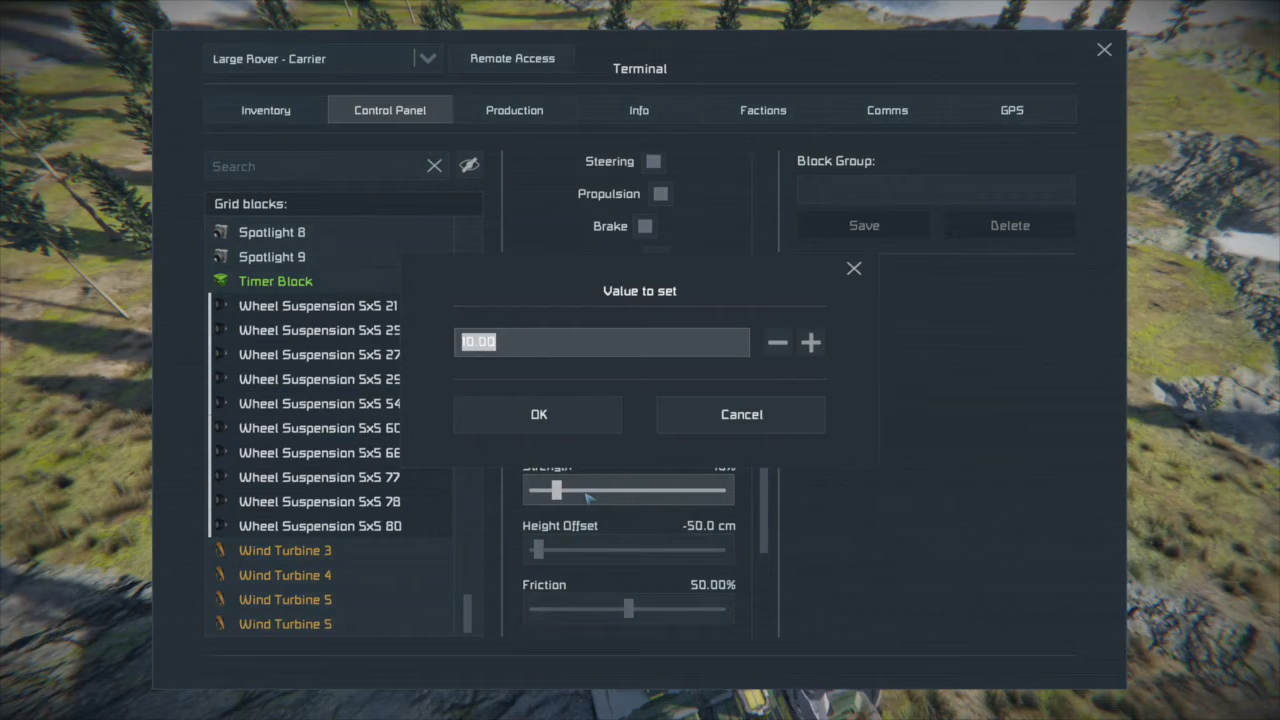 Large Rover - Carrier
Remote Access
Terminal
Inventory
Control Panel
Production
Info
Factions
Comms
GPS
Search
Grid blocks:
Spotlight 8
Spotlight 9
Timer Block
Wheel Suspension 5x5 21
Wheel Suspension 5x5 25
Wheel Suspension 5x5 27
Wheel Suspension 5x5 29
Wheel Suspension 5x5 54
Wheel Suspension 5x5 60
Wheel Suspension 5x5 66
Wheel Suspension 5x5 77
Wheel Suspension 5x5 78
Wheel Suspension 5x5 80
Wind Turbine 3
Wind Turbine 4
Wind Turbine 5
Wind Turbine 5
Steering
Propulsion
Brake
Block Group:
Save
Delete
Value to set
10.00
OK
Cancel
Strength 10%
Height Offset -50.0 cm
Friction 50.00%